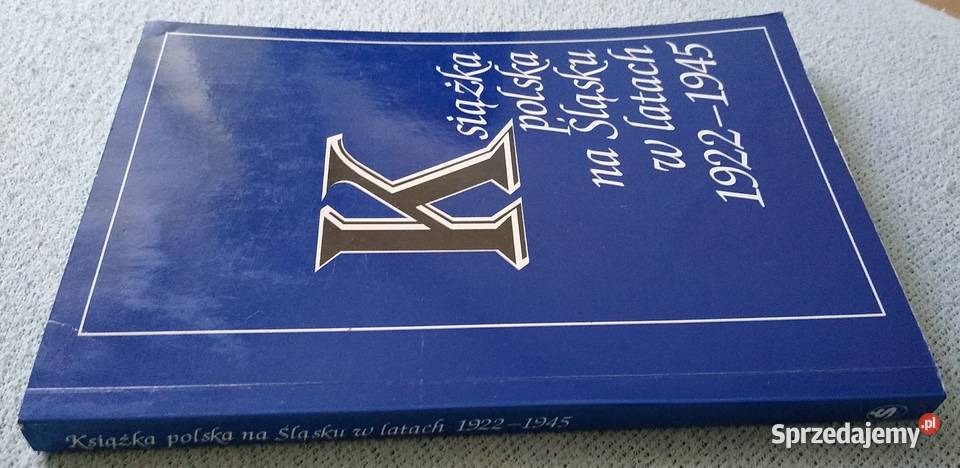 Książka
polska
na Śląsku
w latach
1922–1945
Książka polska na Śląsku w latach 1922–1945
Ś
Sprzedajemy.pl